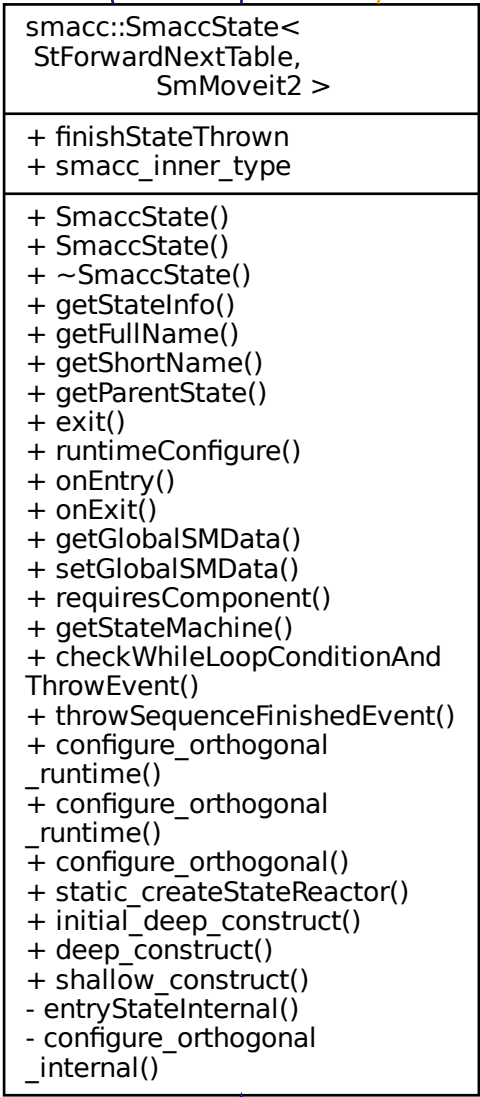 smacc::SmaccState<
StForwardNextTable,
SmMoveit2 >
+ finishStateThrown
+ smacc_inner_type
+ SmaccState()
+ SmaccState()
+ ~SmaccState()
+ getStateInfo()
+ getFullName()
+ getShortName()
+ getParentState()
+ exit()
+ runtimeConfigure()
+ onEntry()
+ onExit()
+ getGlobalSMData()
+ setGlobalSMData()
+ requiresComponent()
+ getStateMachine()
+ checkWhileLoopConditionAnd
ThrowEvent()
+ throwSequenceFinishedEvent()
+ configure_orthogonal
_runtime()
+ configure_orthogonal
_runtime()
+ configure_orthogonal()
+ static_createStateReactor()
+ initial_deep_construct()
+ deep_construct()
+ shallow_construct()
- entryStateInternal()
- configure_orthogonal
_internal()